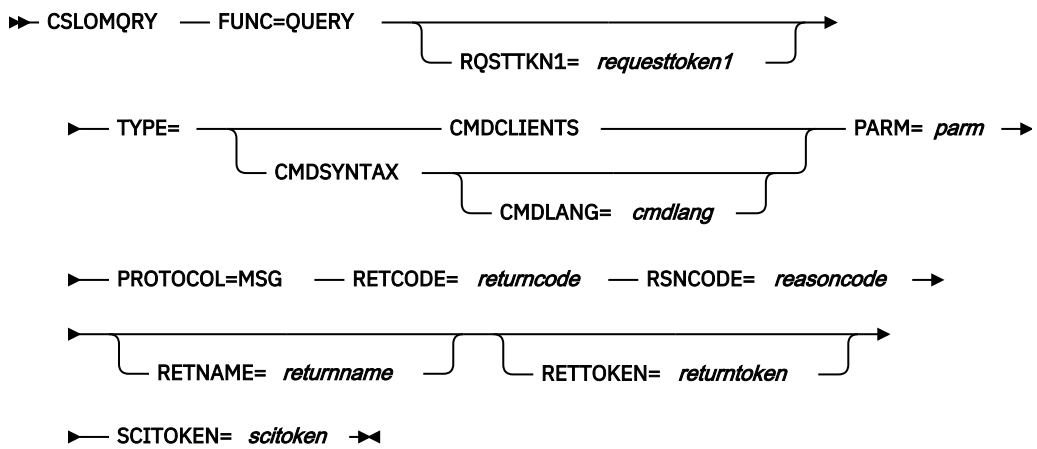 CSLOMQRY FUNC=QUERY
RQSTTKN1= requesttoken1
TYPE= CMDCLIENTS PARM= parm
CMDSYNTAX
CMDLANG= cmdlang
PROTOCOL=MSG RETCODE= returncode RSNCODE= reasoncode
RETNAME= returnname RETTOKEN= returntoken
SCITOKEN= scitoken